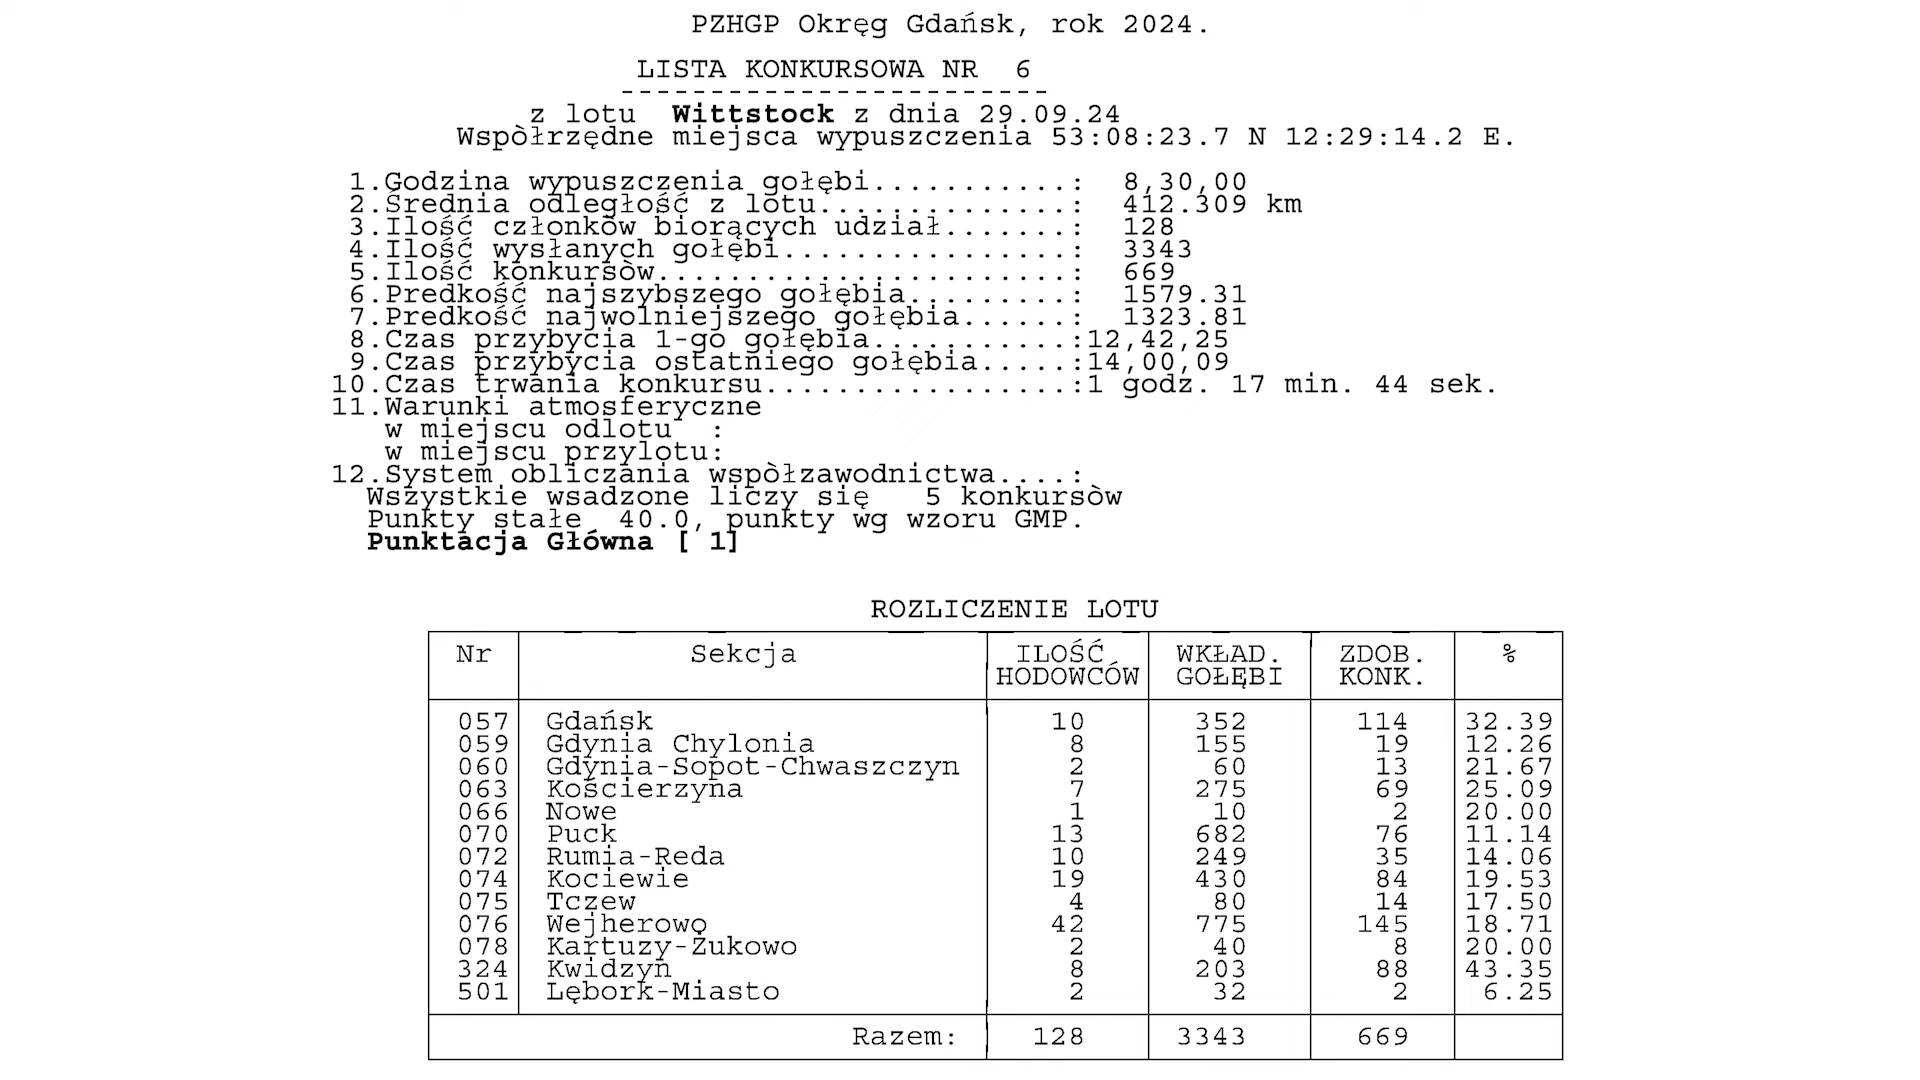 PZHGP Okręg Gdańsk, rok 2024.
LISTA KONKURSOWA NR 6
------------------------
z lotu Wittstock z dnia 29.09.24
Wspòłrzędne miejsca wypuszczenia 53:08:23.7 N 12:29:14.2 E.
1.Godzina wypuszczenia gołębi...........: 8,30,00
2.Średnia odległość z lotu..............: 412.309 km
3.Ilość członków biorących udział.......: 128
4.Ilość wysłanych gołębi................: 3343
5.Ilość konkursòw.......................: 669
6.Predkość najszybszego gołębia.........: 1579.31
7.Predkość najwolniejszego gołębia......: 1323.81
8.Czas przybycia 1-go gołębia...........:12,42,25
9.Czas przybycia ostatniego gołębia.....:14,00,09
10.Czas trwania konkursu.................:1 godz. 17 min. 44 sek.
11.Warunki atmosferyczne
w miejscu odlotu :
w miejscu przylotu:
12.System obliczania wspòłzawodnictwa....:
Wszystkie wsadzone liczy się 5 konkursòw
Punkty stałe 40.0, punkty wg wzoru GMP.
Punktacja Główna [ 1]
ROZLICZENIE LOTU
Nr Sekcja ILOŚĆ HODOWCÓW WKŁAD. GOŁĘBI ZDOB. KONK. %
057 Gdańsk 10 352 114 32.39
059 Gdynia Chylonia 8 155 19 12.26
060 Gdynia-Sopot-Chwaszczyn 2 60 13 21.67
063 Kościerzyna 7 275 69 25.09
066 Nowe 1 10 2 20.00
070 Puck 13 682 76 11.14
072 Rumia-Reda 10 249 35 14.06
074 Kociewie 19 430 84 19.53
075 Tczew 4 80 14 17.50
076 Wejherowo 42 775 145 18.71
078 Kartuzy-Żukowo 2 40 8 20.00
324 Kwidzyń 8 203 88 43.35
501 Lębork-Miasto 2 32 2 6.25
Razem: 128 3343 669